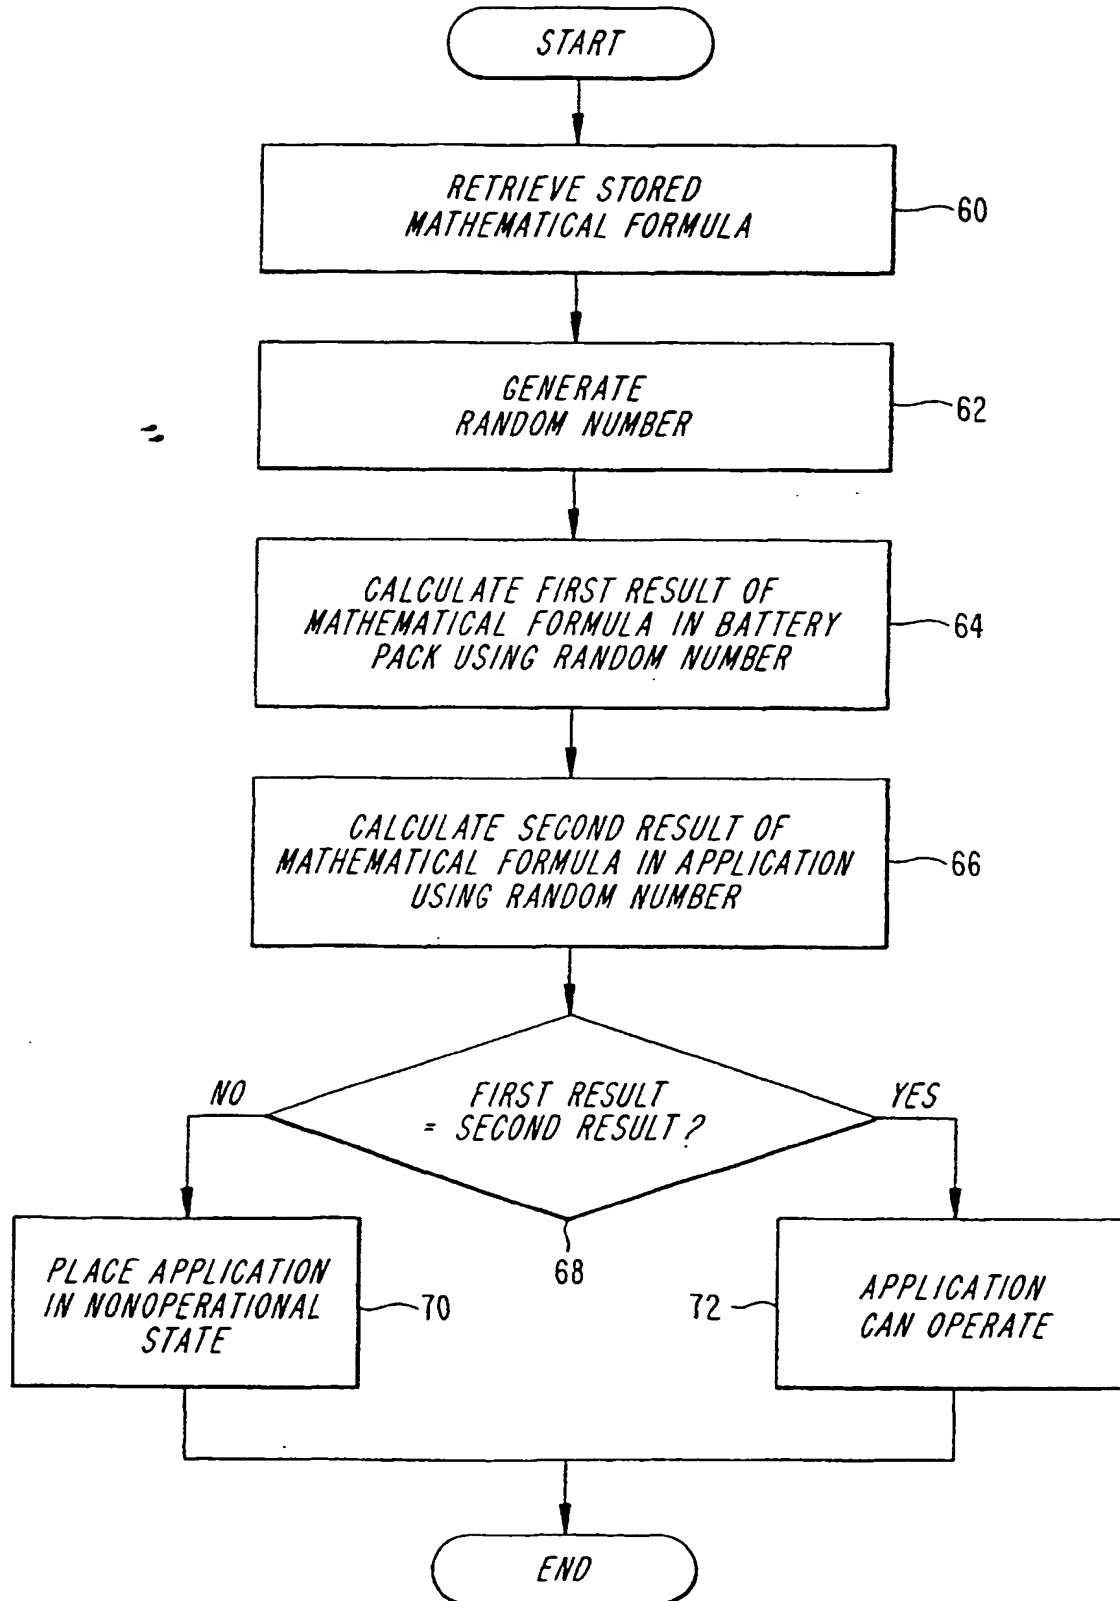 START
RETRIEVE STORED
MATHEMATICAL FORMULA
60
GENERATE
RANDOM NUMBER
62
CALCULATE FIRST RESULT OF
MATHEMATICAL FORMULA IN BATTERY
PACK USING RANDOM NUMBER
64
CALCULATE SECOND RESULT OF
MATHEMATICAL FORMULA IN APPLICATION
USING RANDOM NUMBER
66
NO
FIRST RESULT
= SECOND RESULT?
YES
68
PLACE APPLICATION
IN NONOPERATIONAL
STATE
70
72
APPLICATION
CAN OPERATE
END